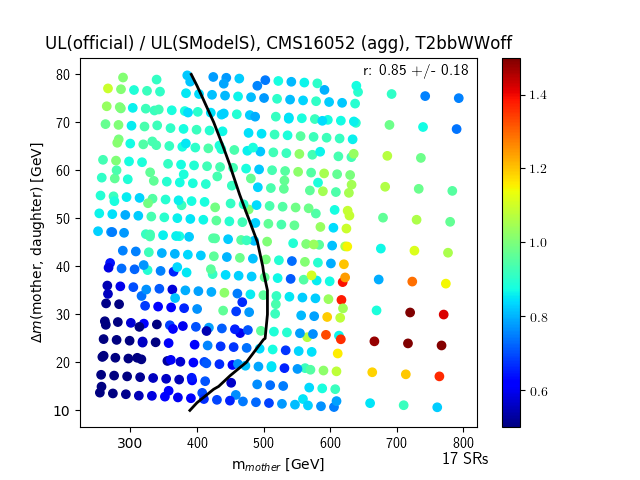 UL(official) / UL(SModelS), CMS16052 (agg), T2bbWWoff
r: 0.85 +/- 0.18
80
70
60
50
40
30
20
10
Δm(mother, daughter) [GeV]
300 400 500 600 700 800
m_mother [GeV]
17 SRs
1.4
1.2
1.0
0.8
0.6